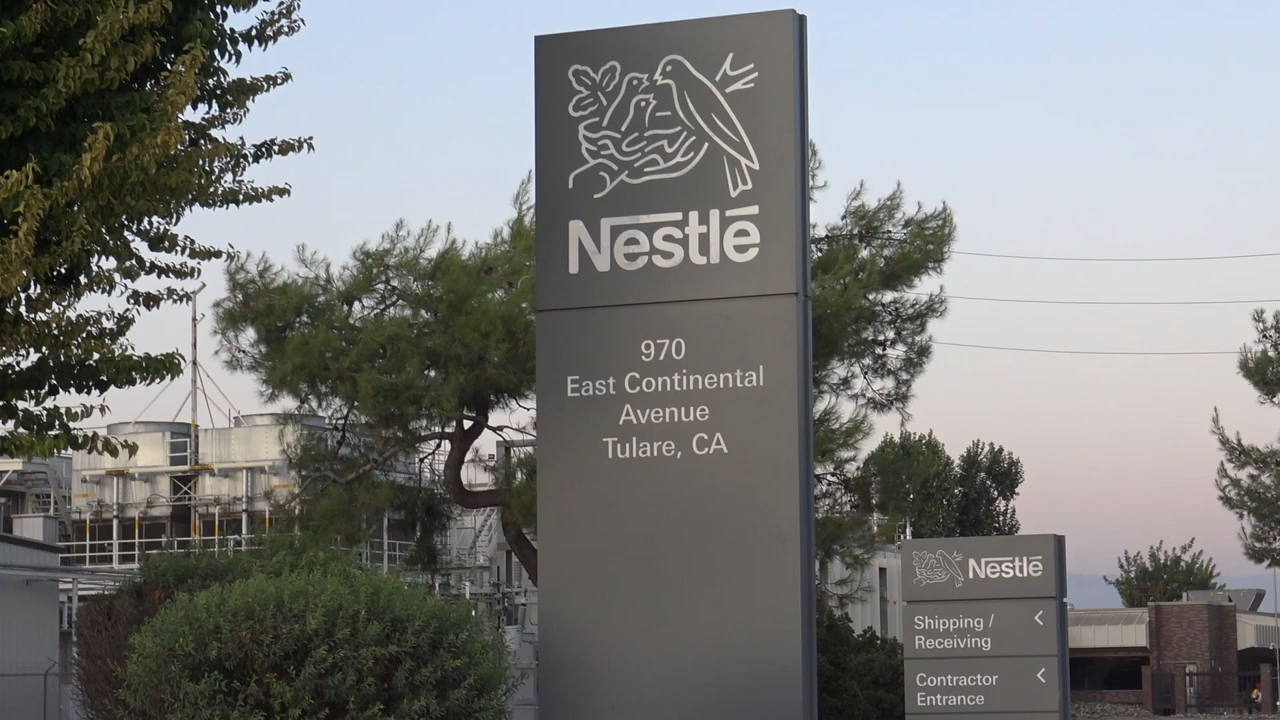 Nestlé
970
East Continental
Avenue
Tulare, CA
Nestlé
Shipping /
Receiving
Contractor
Entrance